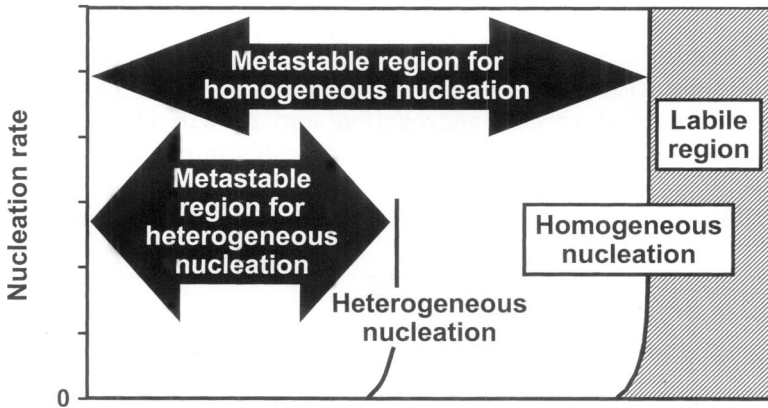 Metastable region for
homogeneous nucleation
Labile
region
Metastable
region for
heterogeneous
nucleation
Homogeneous
nucleation
Heterogeneous
nucleation
Nucleation rate
0